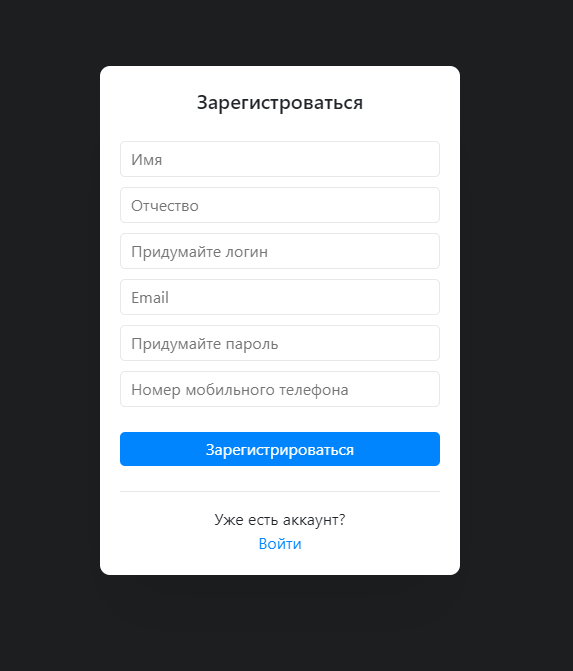 Зарегистроваться
Имя
Отчество
Придумайте логин
Email
Придумайте пароль
Номер мобильного телефона
Зарегистрироваться
Уже есть аккаунт?
Войти